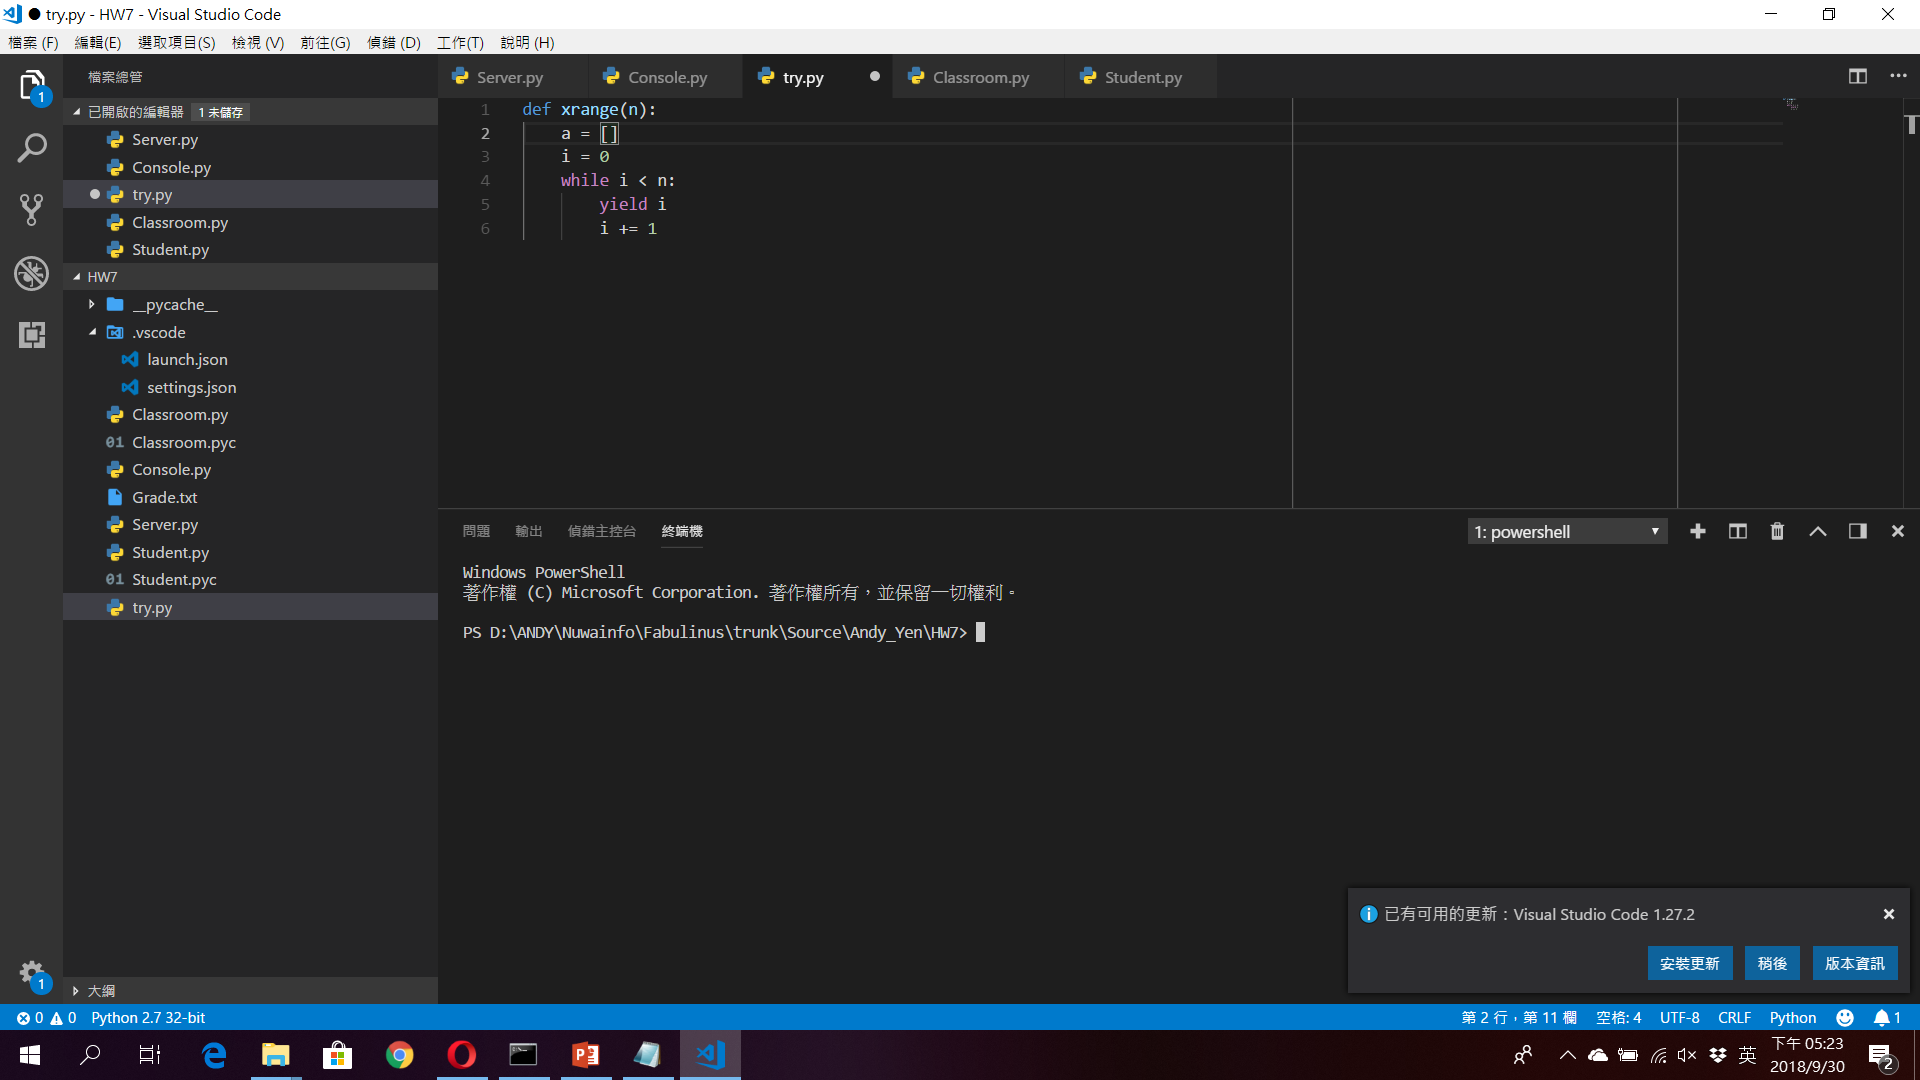 try.py - HW7 - Visual Studio Code
檔案 (F) 編輯(E) 選取項目(S) 檢視 (V) 前往(G) 偵錯 (D) 工作(T) 說明 (H)
檔案總管
1
已開啟的編輯器 1 未儲存
Server.py
Console.py
try.py
Classroom.py
Student.py
HW7
__pycache__
.vscode
launch.json
settings.json
Classroom.py
01 Classroom.pyc
Console.py
Grade.txt
Server.py
Student.py
01 Student.pyc
try.py
1
大綱
Server.py Console.py try.py Classroom.py Student.py
1 def xrange(n):
2 a = []
3 i = 0
4 while i < n:
5 yield i
6 i += 1
問題 輸出 偵錯主控台 終端機 1: powershell
Windows PowerShell
著作權 (C) Microsoft Corporation. 著作權所有，並保留一切權利。
PS D:\ANDY\Nuwainfo\Fabulinus\trunk\Source\Andy_Yen\HW7>
已有可用的更新：Visual Studio Code 1.27.2
安裝更新 稍後 版本資訊
0 0 Python 2.7 32-bit 第 2 行，第 11 欄 空格: 4 UTF-8 CRLF Python 1
英 下午 05:23
2018/9/30 2